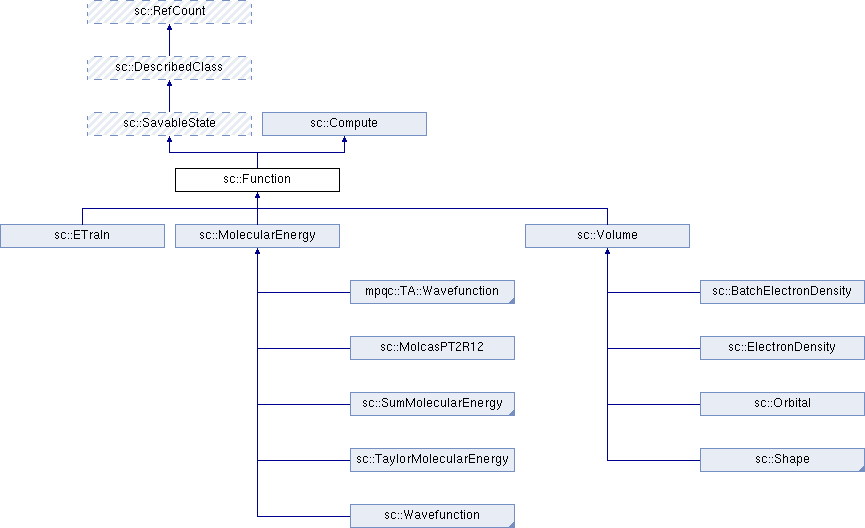 sc::RefCount
sc::DescribedClass
sc::SavableState
sc::Compute
sc::Function
sc::ETraIn
sc::MolecularEnergy
sc::Volume
mpqc::TA::Wavefunction
sc::BatchElectronDensity
sc::MolcasPT2R12
sc::ElectronDensity
sc::SumMolecularEnergy
sc::Orbital
sc::TaylorMolecularEnergy
sc::Shape
sc::Wavefunction